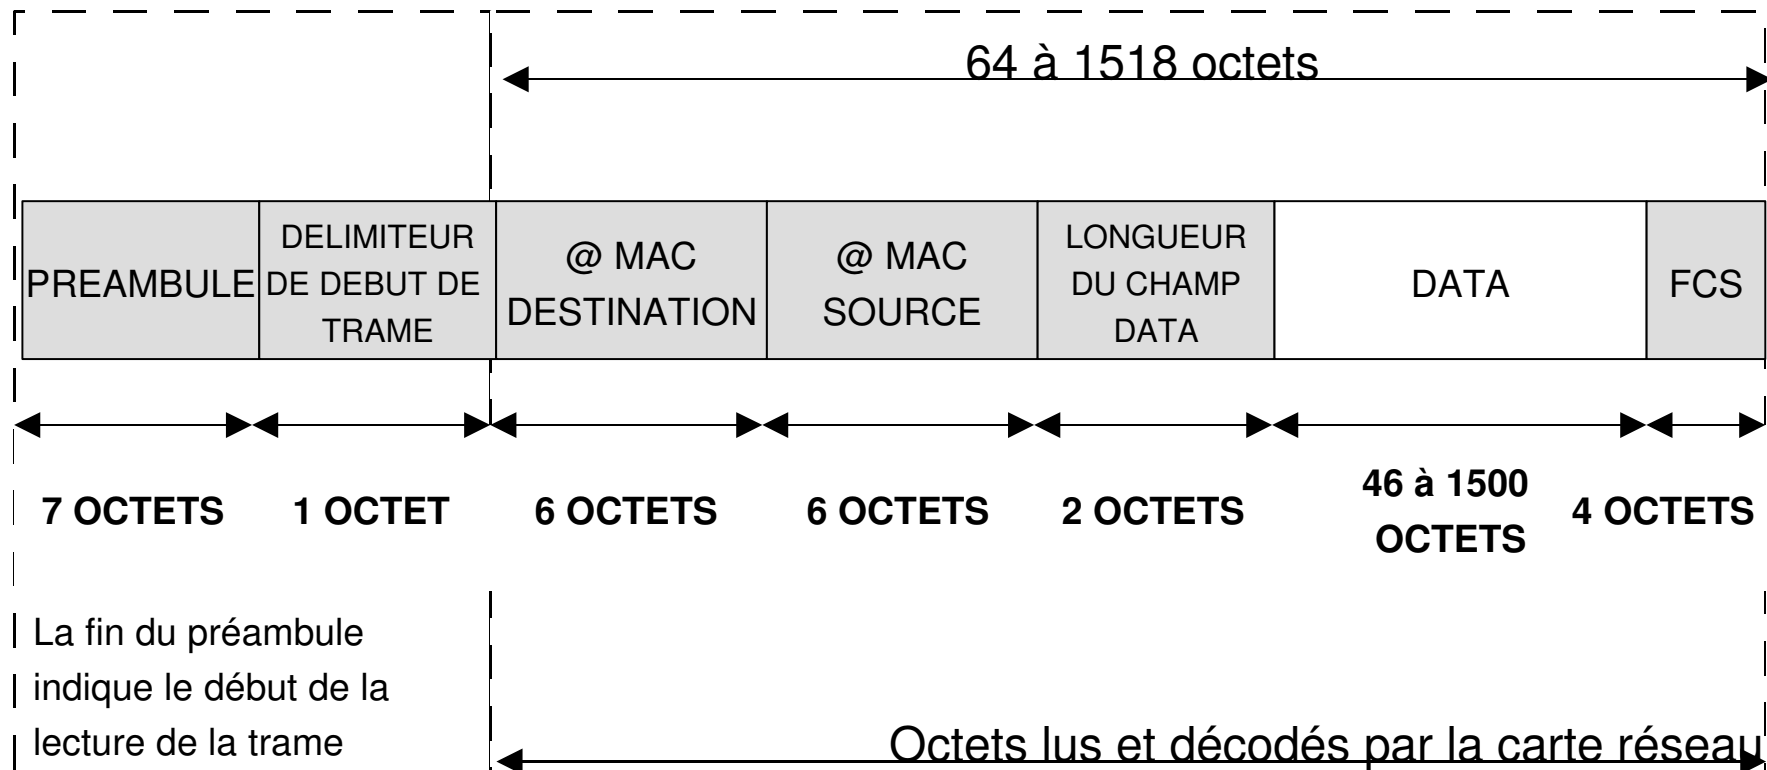 64 à 1518 octets
PREAMBULE
DELIMITEUR
DE DEBUT DE
TRAME
@ MAC
DESTINATION
@ MAC
SOURCE
LONGUEUR
DU CHAMP
DATA
DATA
FCS
7 OCTETS
1 OCTET
6 OCTETS
6 OCTETS
2 OCTETS
46 à 1500
OCTETS
4 OCTETS
La fin du préambule
indique le début de la
lecture de la trame
Octets lus et décodés par la carte réseau